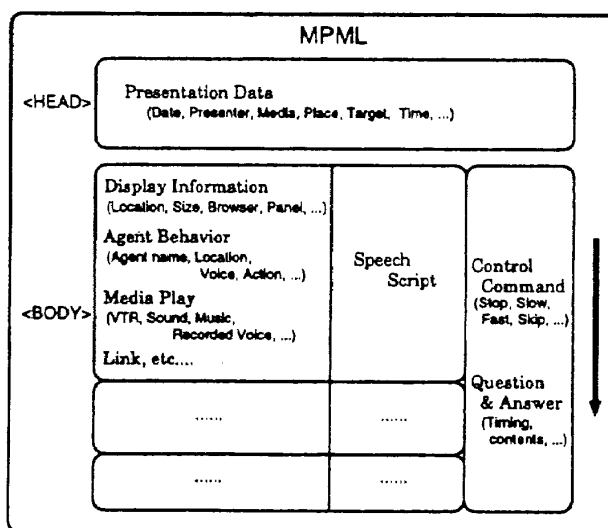 MPML
<HEAD>
Presentation Data
(Date, Presenter, Media, Place, Target, Time, ...)
<BODY>
Display Information
(Location, Size, Browser, Panel, ...)
Agent Behavior
(Agent name, Location,
Voice, Action, ...)
Media Play
(VTR, Sound, Music,
Recorded Voice, ...)
Link, etc....
Speech
Script
Control
Command
(Stop, Slow,
Fast, Skip, ...)
Question
& Answer
(Timing,
contents, ...)
......
......
......
......